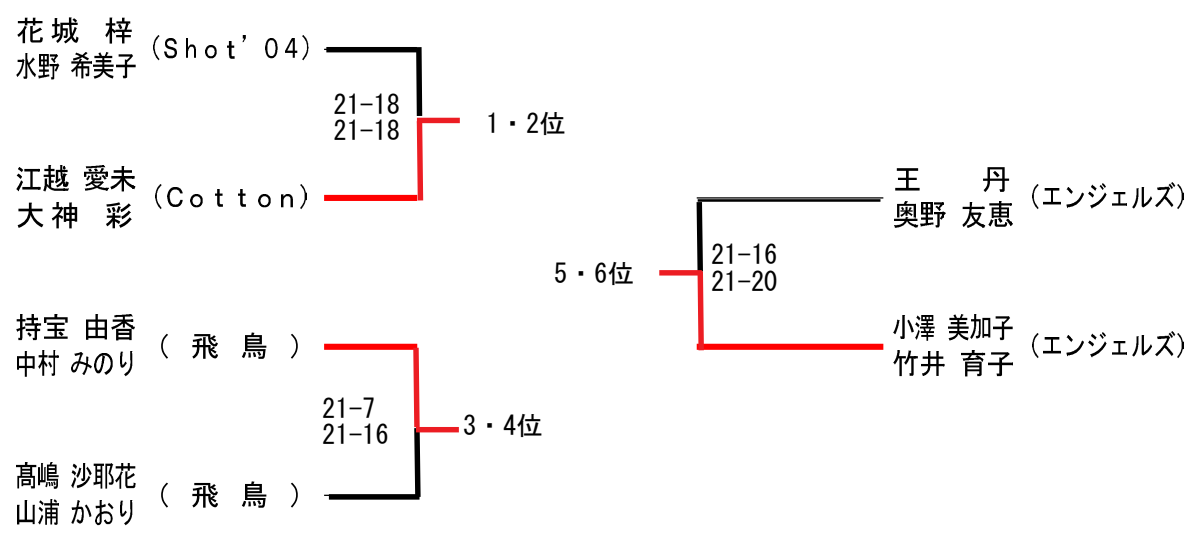 花城 梓
水野 希美子
(Shot'04)
21-18
21-18
1・2位
江越 愛未
大神 彩
(Cotton)
王 丹
奥野 友恵
(エンジェルズ)
5・6位
21-16
21-20
小澤 美加子
竹井 育子
(エンジェルズ)
持宝 由香
中村 みのり
( 飛 鳥 )
21-7
21-16
3・4位
髙嶋 沙耶花
山浦 かおり
( 飛 鳥 )